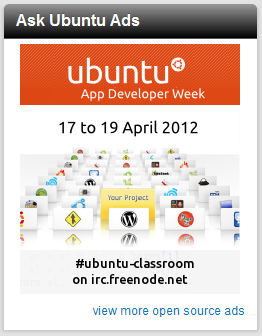 Ask Ubuntu Ads
ubuntu
App Developer Week
17 to 19 April 2012
Your Project
#ubuntu-classroom
on irc.freenode.net
view more open source ads